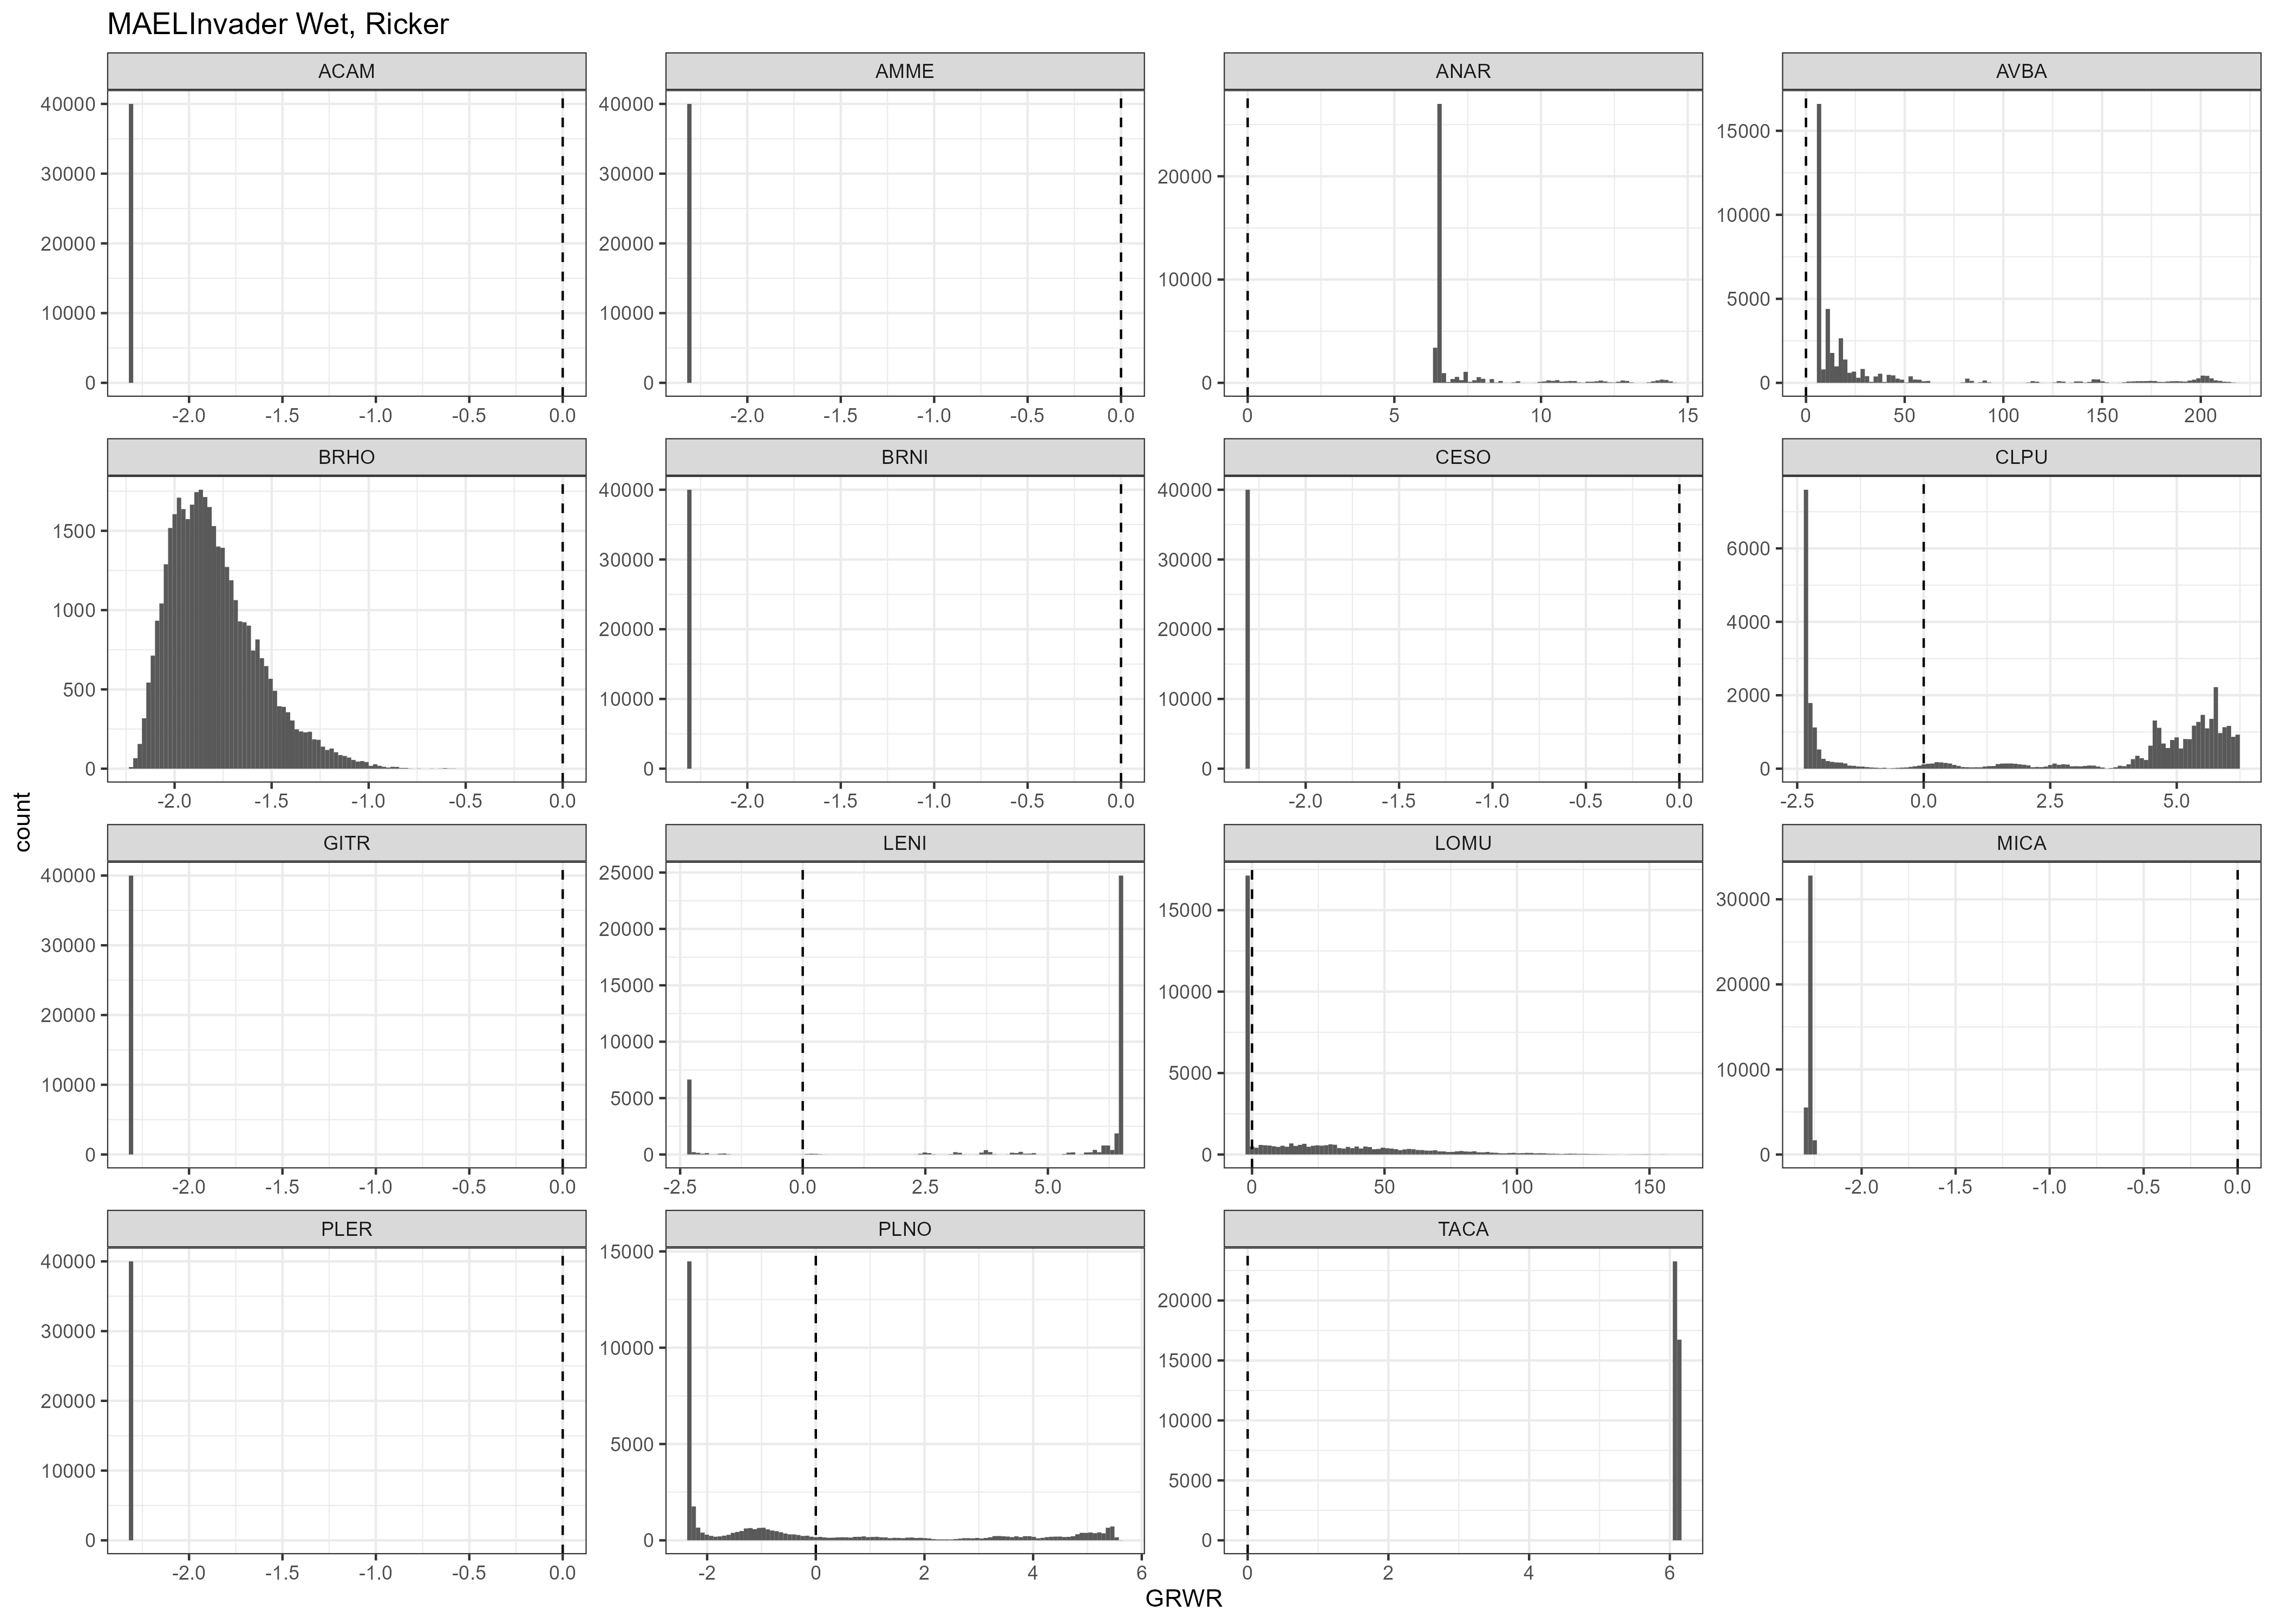 MAELInvader Wet, Ricker
ACAM AMME ANAR AVBA
40000 40000 20000 15000
30000 30000 10000 10000
20000 20000 0 5000
10000 10000 0
0 0
-2.0 -1.5 -1.0 -0.5 0.0 -2.0 -1.5 -1.0 -0.5 0.0 0 5 10 15 0 50 100 150 200
BRHO BRNI CESO CLPU
1500 40000 40000 6000
1000 30000 30000 4000
500 20000 20000 2000
0 10000 10000 0
0 0
-2.0 -1.5 -1.0 -0.5 0.0 -2.0 -1.5 -1.0 -0.5 0.0 -2.0 -1.5 -1.0 -0.5 0.0 -2.5 0.0 2.5 5.0
count
GITR LENI LOMU MICA
40000 25000 15000 30000
30000 20000 10000 20000
20000 15000 5000 10000
10000 10000 0 0
0 5000
0
-2.0 -1.5 -1.0 -0.5 0.0 -2.5 0.0 2.5 5.0 0 50 100 150 -2.0 -1.5 -1.0 -0.5 0.0
PLER PLNO TACA
40000 15000 20000
30000 10000 15000
20000 5000 10000
10000 0 5000
0 0
-2.0 -1.5 -1.0 -0.5 0.0 -2 0 2 4 6 0 2 4 6
GRWR